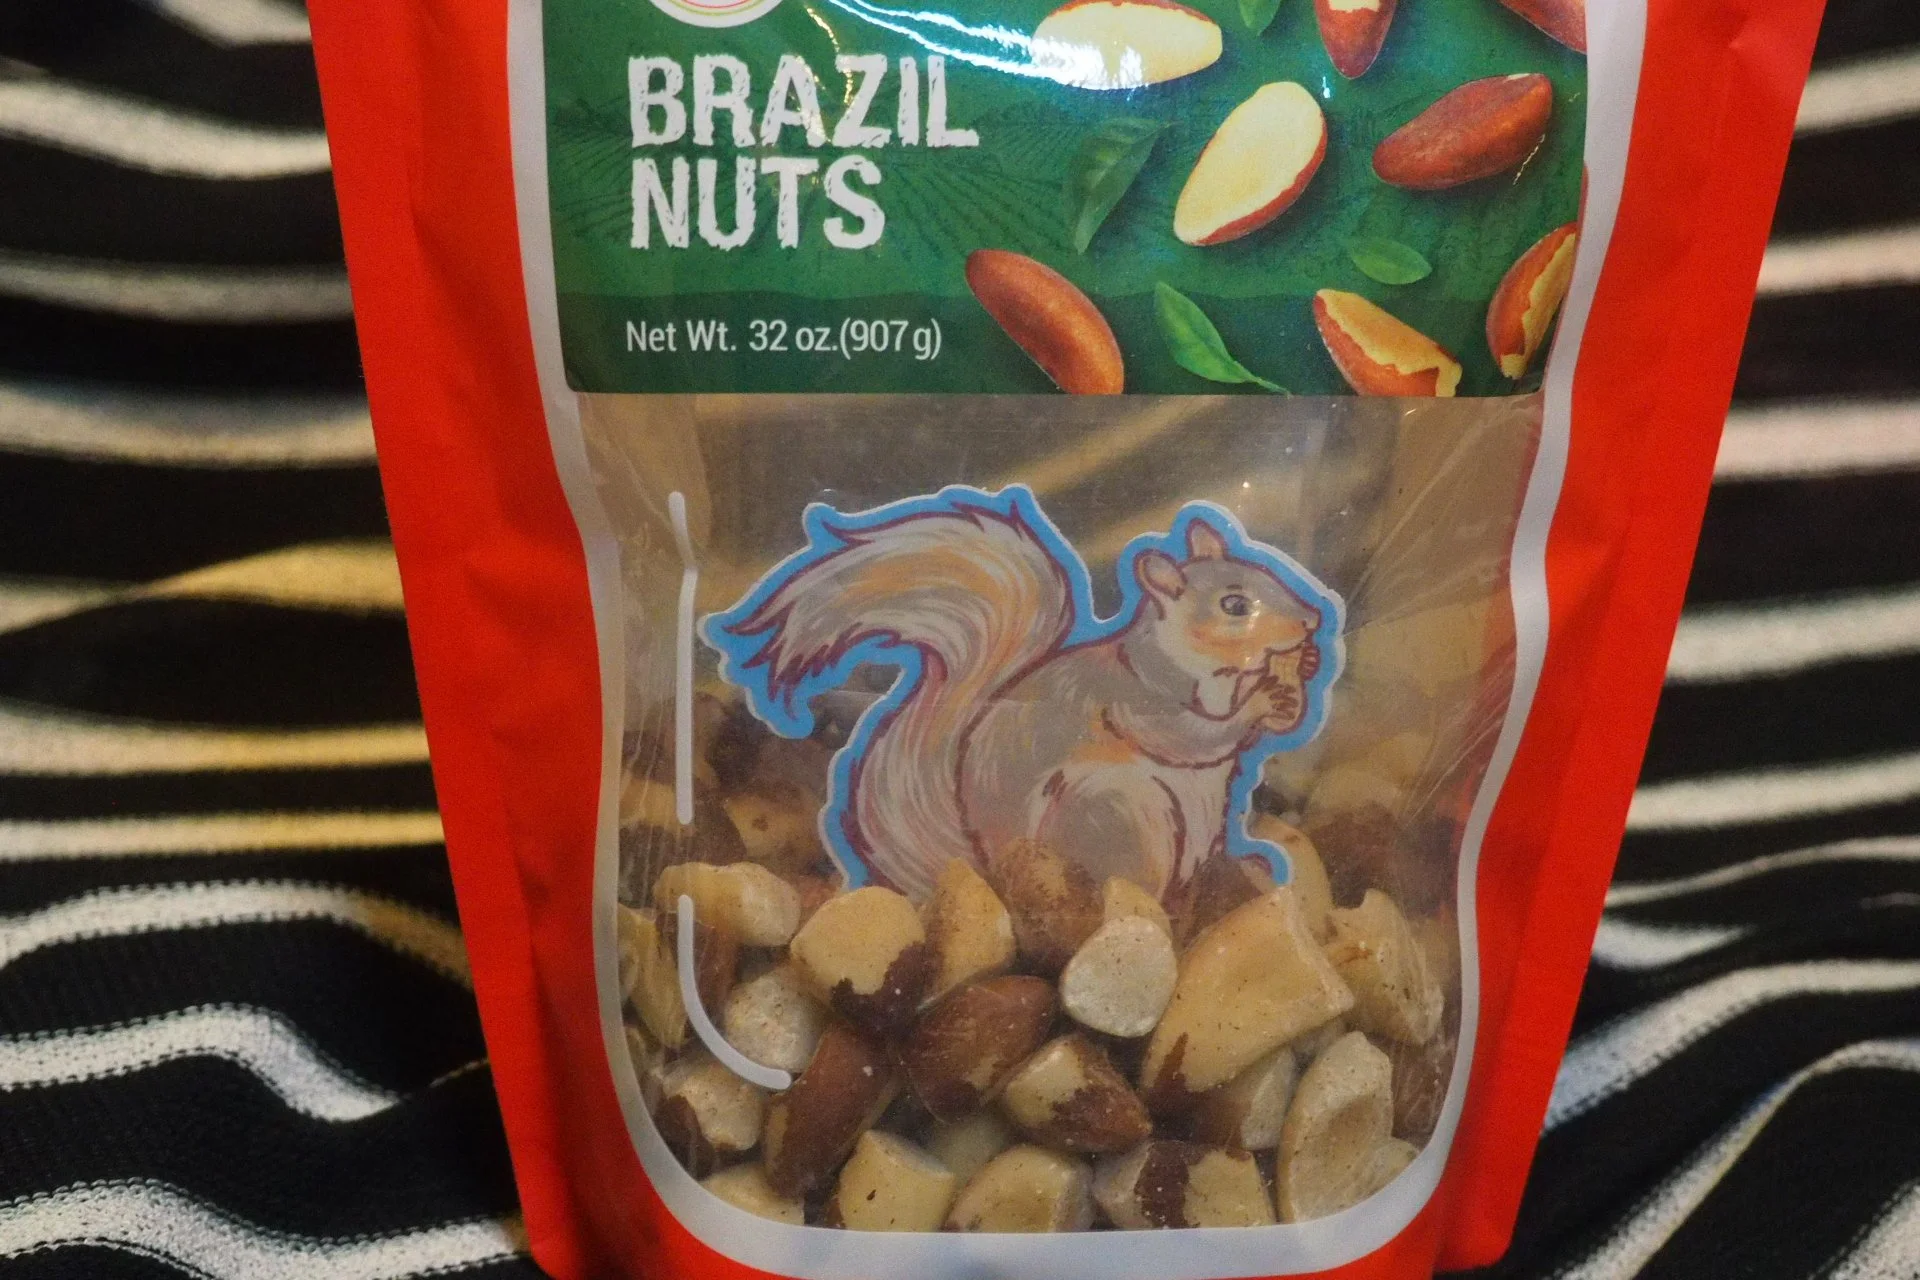 BRAZIL
NUTS
Net Wt. 32 oz.(907g)